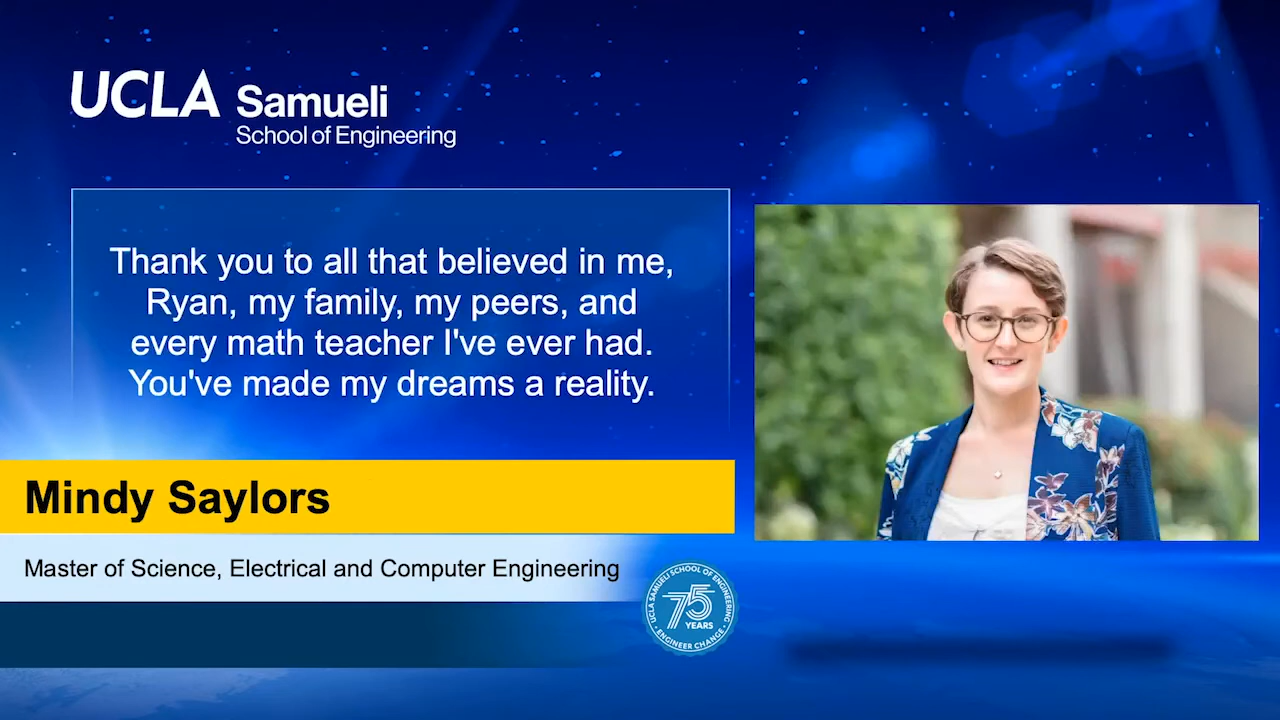 UCLA Samueli
School of Engineering
Thank you to all that believed in me,
Ryan, my family, my peers, and
every math teacher I've ever had.
You've made my dreams a reality.
Mindy Saylors
Master of Science, Electrical and Computer Engineering
UCLA SAMUELI SCHOOL OF ENGINEERING
75
YEARS
ENGINEER CHANGE